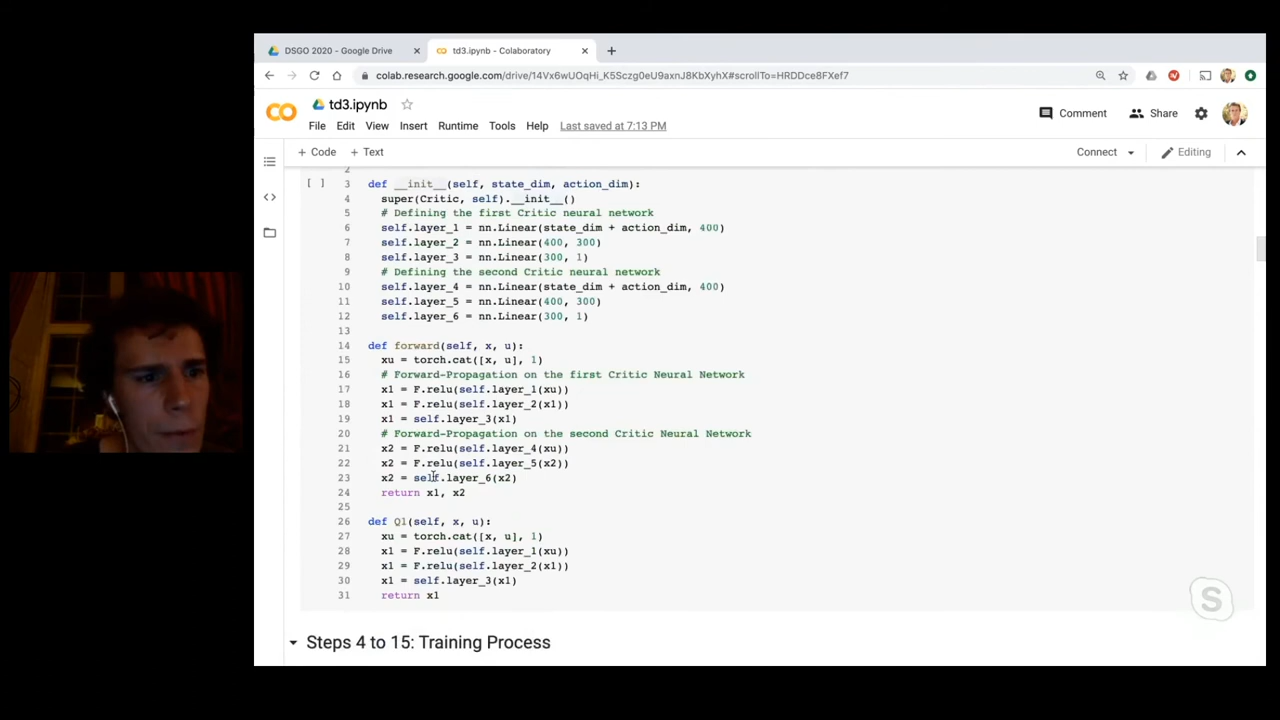 DSGO 2020 - Google Drive
td3.ipynb - Colaboratory
colab.research.google.com/drive/14Vx6wUOqHi_K5Sczg0eU9axnJ8KbXyhX#scrollTo=HRDDce8FXef7
td3.ipynb
File Edit View Insert Runtime Tools Help Last saved at 7:13 PM
Comment Share
+ Code + Text
Connect Editing
2
[ ] 3 def __init__(self, state_dim, action_dim):
4 super(Critic, self).__init__()
5 # Defining the first Critic neural network
6 self.layer_1 = nn.Linear(state_dim + action_dim, 400)
7 self.layer_2 = nn.Linear(400, 300)
8 self.layer_3 = nn.Linear(300, 1)
9 # Defining the second Critic neural network
10 self.layer_4 = nn.Linear(state_dim + action_dim, 400)
11 self.layer_5 = nn.Linear(400, 300)
12 self.layer_6 = nn.Linear(300, 1)
13
14 def forward(self, x, u):
15 xu = torch.cat([x, u], 1)
16 # Forward-Propagation on the first Critic Neural Network
17 x1 = F.relu(self.layer_1(xu))
18 x1 = F.relu(self.layer_2(x1))
19 x1 = self.layer_3(x1)
20 # Forward-Propagation on the second Critic Neural Network
21 x2 = F.relu(self.layer_4(xu))
22 x2 = F.relu(self.layer_5(x2))
23 x2 = self.layer_6(x2)
24 return x1, x2
25
26 def Q1(self, x, u):
27 xu = torch.cat([x, u], 1)
28 x1 = F.relu(self.layer_1(xu))
29 x1 = F.relu(self.layer_2(x1))
30 x1 = self.layer_3(x1)
31 return x1
Steps 4 to 15: Training Process